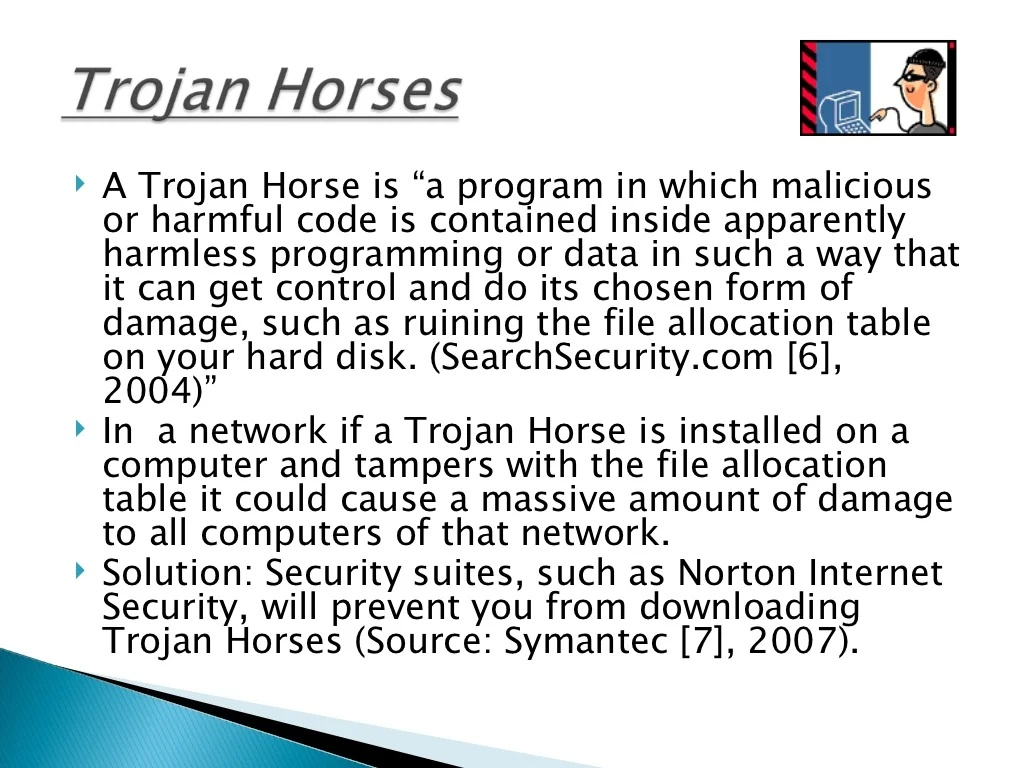 Trojan Horses
A Trojan Horse is “a program in which malicious
or harmful code is contained inside apparently
harmless programming or data in such a way that
it can get control and do its chosen form of
damage, such as ruining the file allocation table
on your hard disk. (SearchSecurity.com [6],
2004)”
In  a network if a Trojan Horse is installed on a
computer and tampers with the file allocation
table it could cause a massive amount of damage
to all computers of that network.
Solution: Security suites, such as Norton Internet
Security, will prevent you from downloading
Trojan Horses (Source: Symantec [7], 2007).